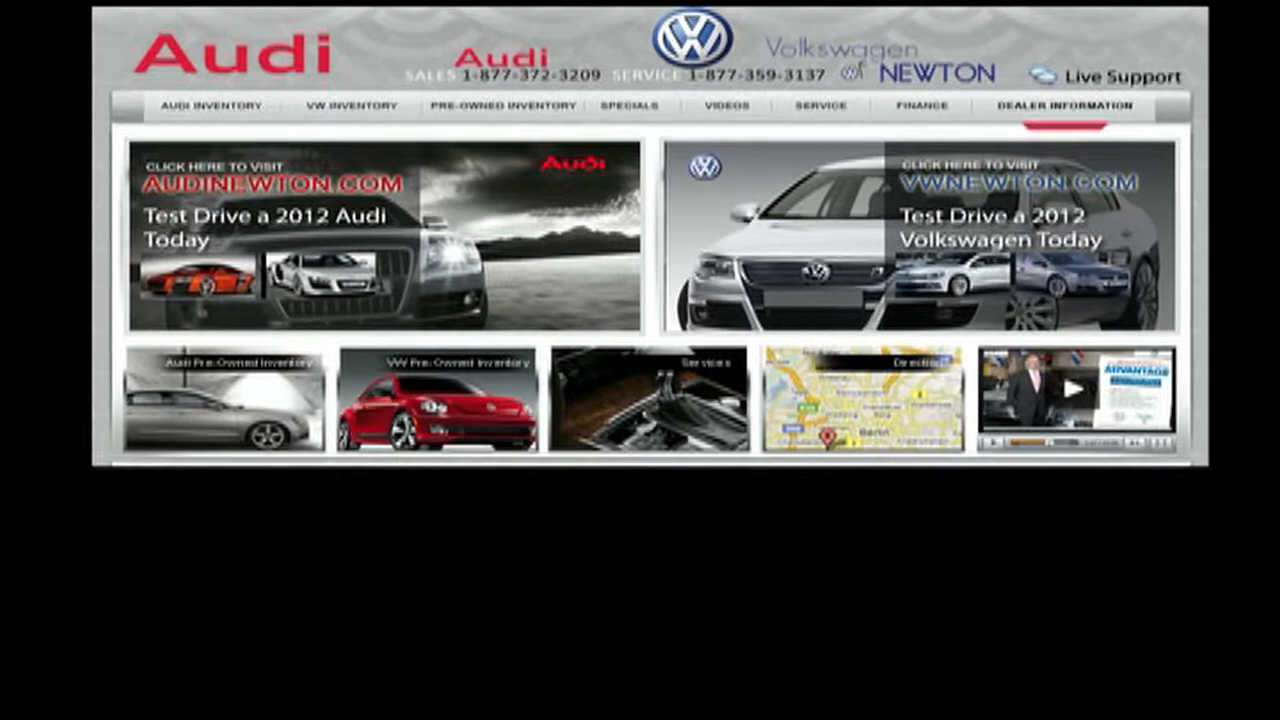 Audi
Audi
Volkswagen
of NEWTON
SALES 1-877-372-3209 SERVICE 1-877-359-3137
Live Support
AUDI INVENTORY VW INVENTORY PRE-OWNED INVENTORY SPECIALS VIDEOS SERVICE FINANCE DEALER INFORMATION
CLICK HERE TO VISIT
AUDINEWTON.COM
Test Drive a 2012 Audi
Today
Audi
CLICK HERE TO VISIT
VWNEWTON.COM
Test Drive a 2012
Volkswagen Today
Audi Pre-Owned Inventory
VW Pre-Owned Inventory
Services
Directions
Berlin
ADVANTAGE